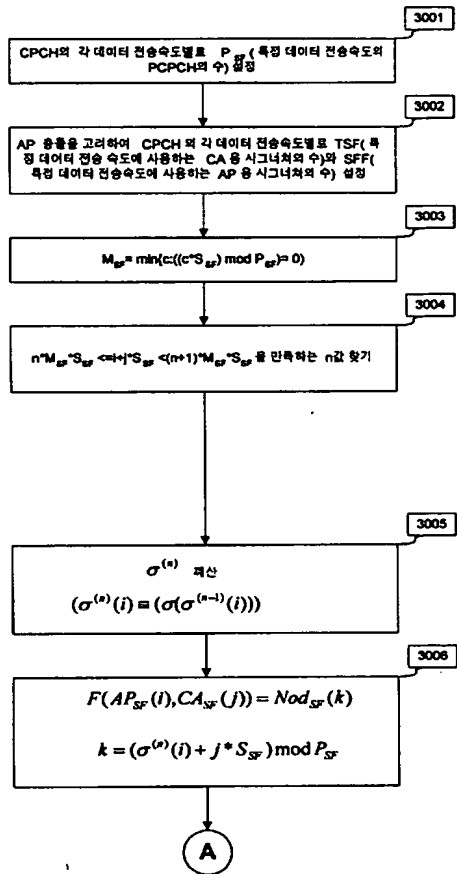 3001
CPCH의 각 데이터 전송속도별로 P_SF ( 특정 데이터 전송속도의
PCPCH의 수) 설정
3002
AP 충돌을 고려하여 CPCH의 각 데이터 전송속도별로 TSF( 특
정 데이터 전송 속도에 사용하는 CA 용 시그너쳐의 수)와 SFF(
특정 데이터 전송속도에 사용하는 AP 용 시그너쳐의 수) 설정
3003
M_SF= min{c:((c*S_SF) mod P_SF)= 0)
3004
n*M_SF*S_SF <=i+j*S_SF <(n+1)*M_SF*S_SF 을 만족하는 n값 찾기
3005
σ^(n) 계산
(σ^(n)(i) ≡ (σ(σ^(n-1)(i)))
3006
F(AP_SF(i),CA_SF(j)) = Nod_SF(k)
k = (σ^(n)(i) + j * S_SF) mod P_SF
A